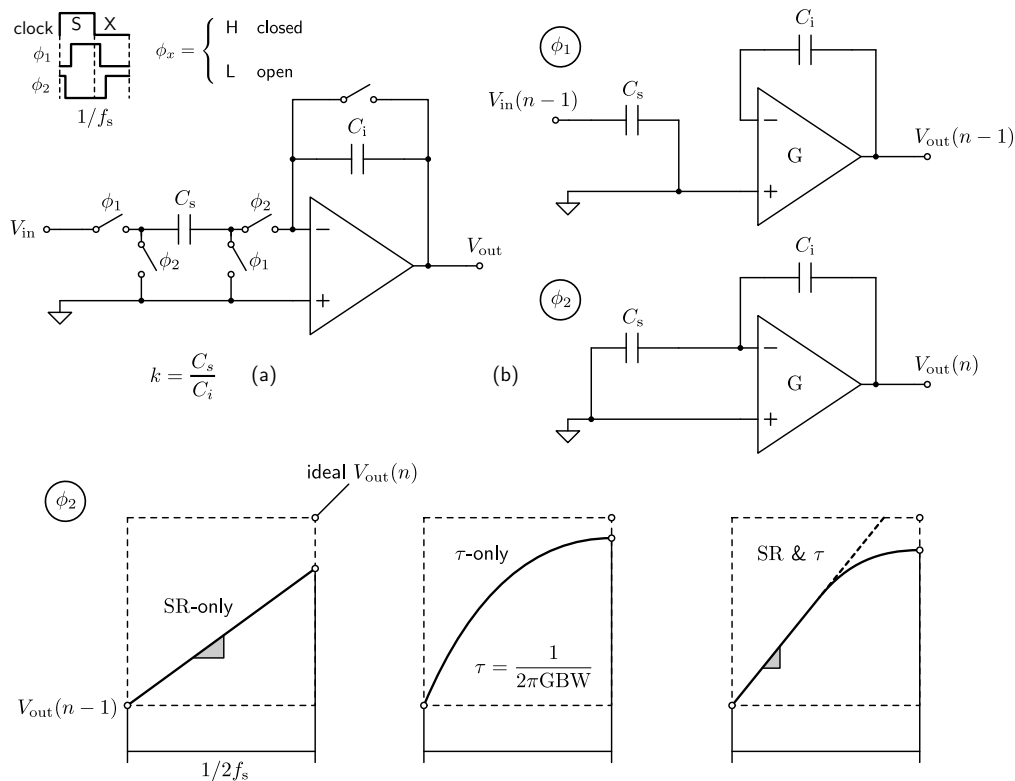 clock S X
ϕ1
ϕ2
1/fs
ϕx = { H closed
L open
Ci
Vin ϕ1 Cs ϕ2
ϕ2 ϕ1
−
+
Vout
k = Cs/Ci (a)
ϕ1
Vin(n − 1) Cs
Ci
−
G
+
Vout(n − 1)
ϕ2
Cs
Ci
−
G
+
Vout(n)
(b)
ϕ2
ideal Vout(n)
SR-only
Vout(n − 1)
1/2fs
τ-only
τ = 1/2πGBW
SR & τ